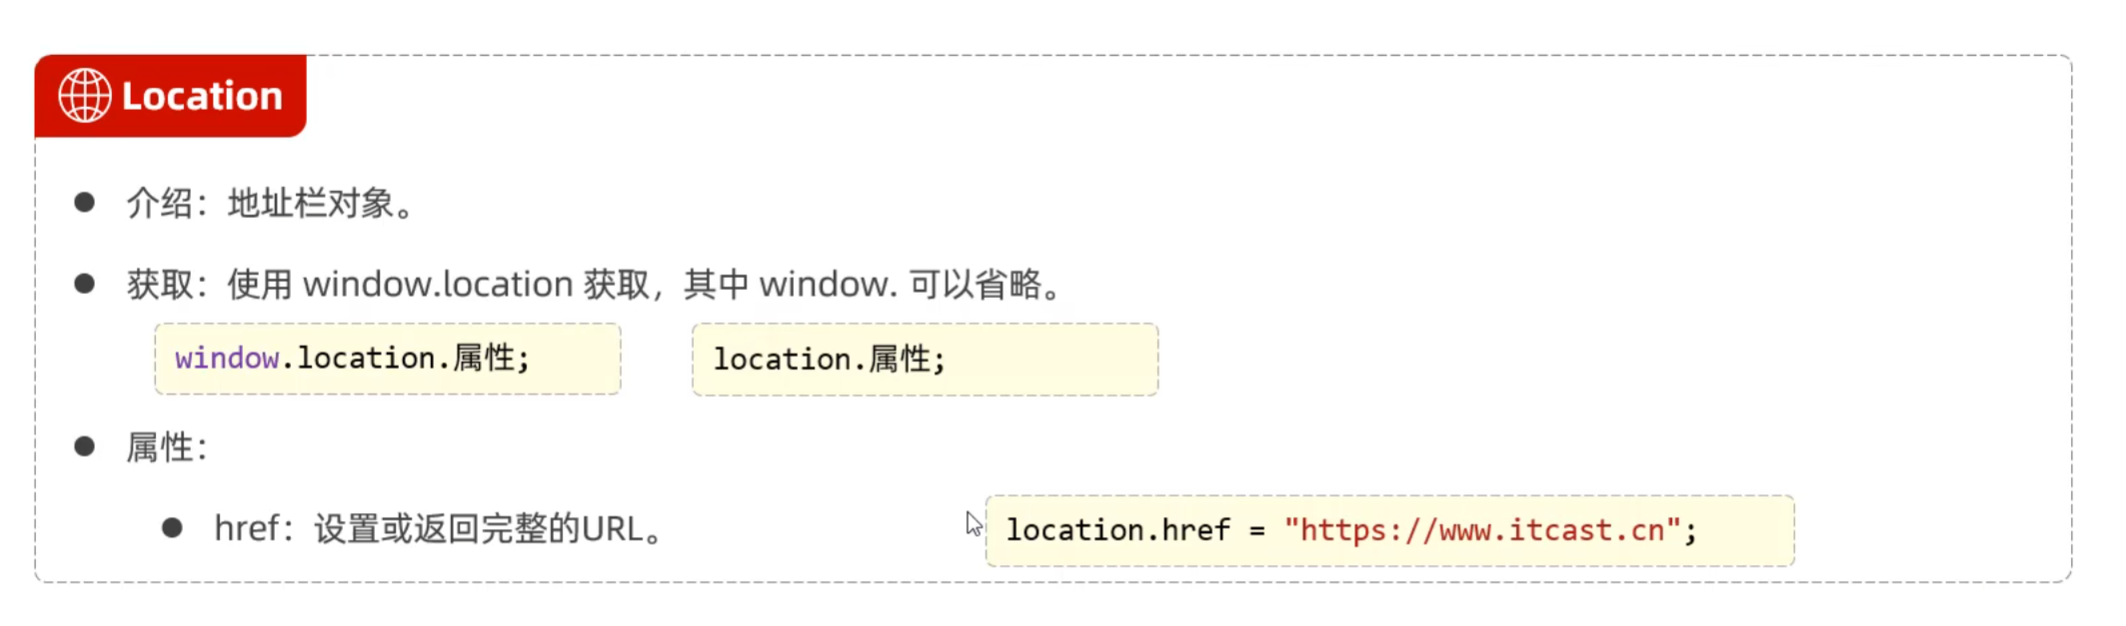 Location
介绍：地址栏对象。
获取：使用 window.location 获取，其中 window. 可以省略。
window.location.属性;
location.属性;
属性：
href：设置或返回完整的URL。
location.href = "https://www.itcast.cn";